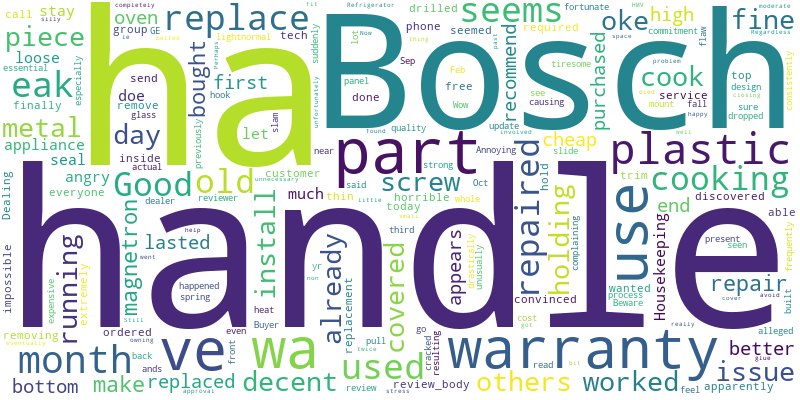 ha
Bosch
handle
part
plastic
use
warranty
ve
wa
screw
repaired
replace
seems
cook
cooking
eak
oke
fine
piece
metal
day
old
Good
oven
high
month
used
decent
others
worked
issue
better
repair
install
holding
covered
already
running
magnetron
bought
recommend
purchased
cheap
first
make
replaced
bottom
lasted
much
end
appears
Housekeeping
call
stay
group
loose
GE
essential
finally
especially
doe
send
remove
glass
appliance
seal
inside
actual
angry
everyone
previously
dealer
reviewer
Dealing
impossible
extremely
expensive
removing
eventually
ordered
owning
back
ands
went
Still
help
happened
spring
yr
heat
Buyer
even
front
replacement
review
approval
twice
stress
cracked
resulting
review_body
pull
go
said
third
today
horrible
thin
little
customer
unnecessary
let
slam
hook
tech
lightnormal
Perhaps
ie
completely
silly
drilled
phone
update
suddenly
unfortunately
lot
Now
panel
done
found
Refrigerator
seemed
Sep
free
causing
Feb
Wow
quality
past
near
strong
Annoying
involved
Oct
small
whole
drastically
unusually
convinced
complaining
hold
slide
required
tiresome
see
died
thing
HWV
fit
fortunate
moderate
Regardless
commitment
flaw
space
problem
top
design
service
fall
mount
closing
sure
dropped
happy
consistently
mail
trim
discovered
able
present
seen
frequently
cover
avoid
built
wanted
process
Beware
alleged
really
cost
got
read
bit
glue
feel
apparently
non